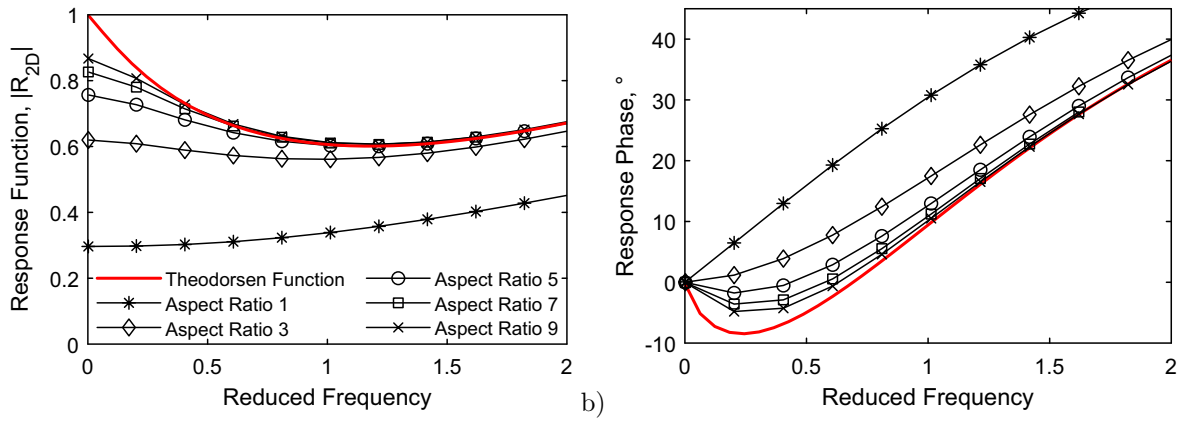 Response Function, |R2D|
1
0.8
0.6
0.4
0.2
0
Theodorsen Function
Aspect Ratio 1
Aspect Ratio 3
Aspect Ratio 5
Aspect Ratio 7
Aspect Ratio 9
0 0.5 1 1.5 2
Reduced Frequency
b)
Response Phase, °
40
30
20
10
0
-10
0 0.5 1 1.5 2
Reduced Frequency